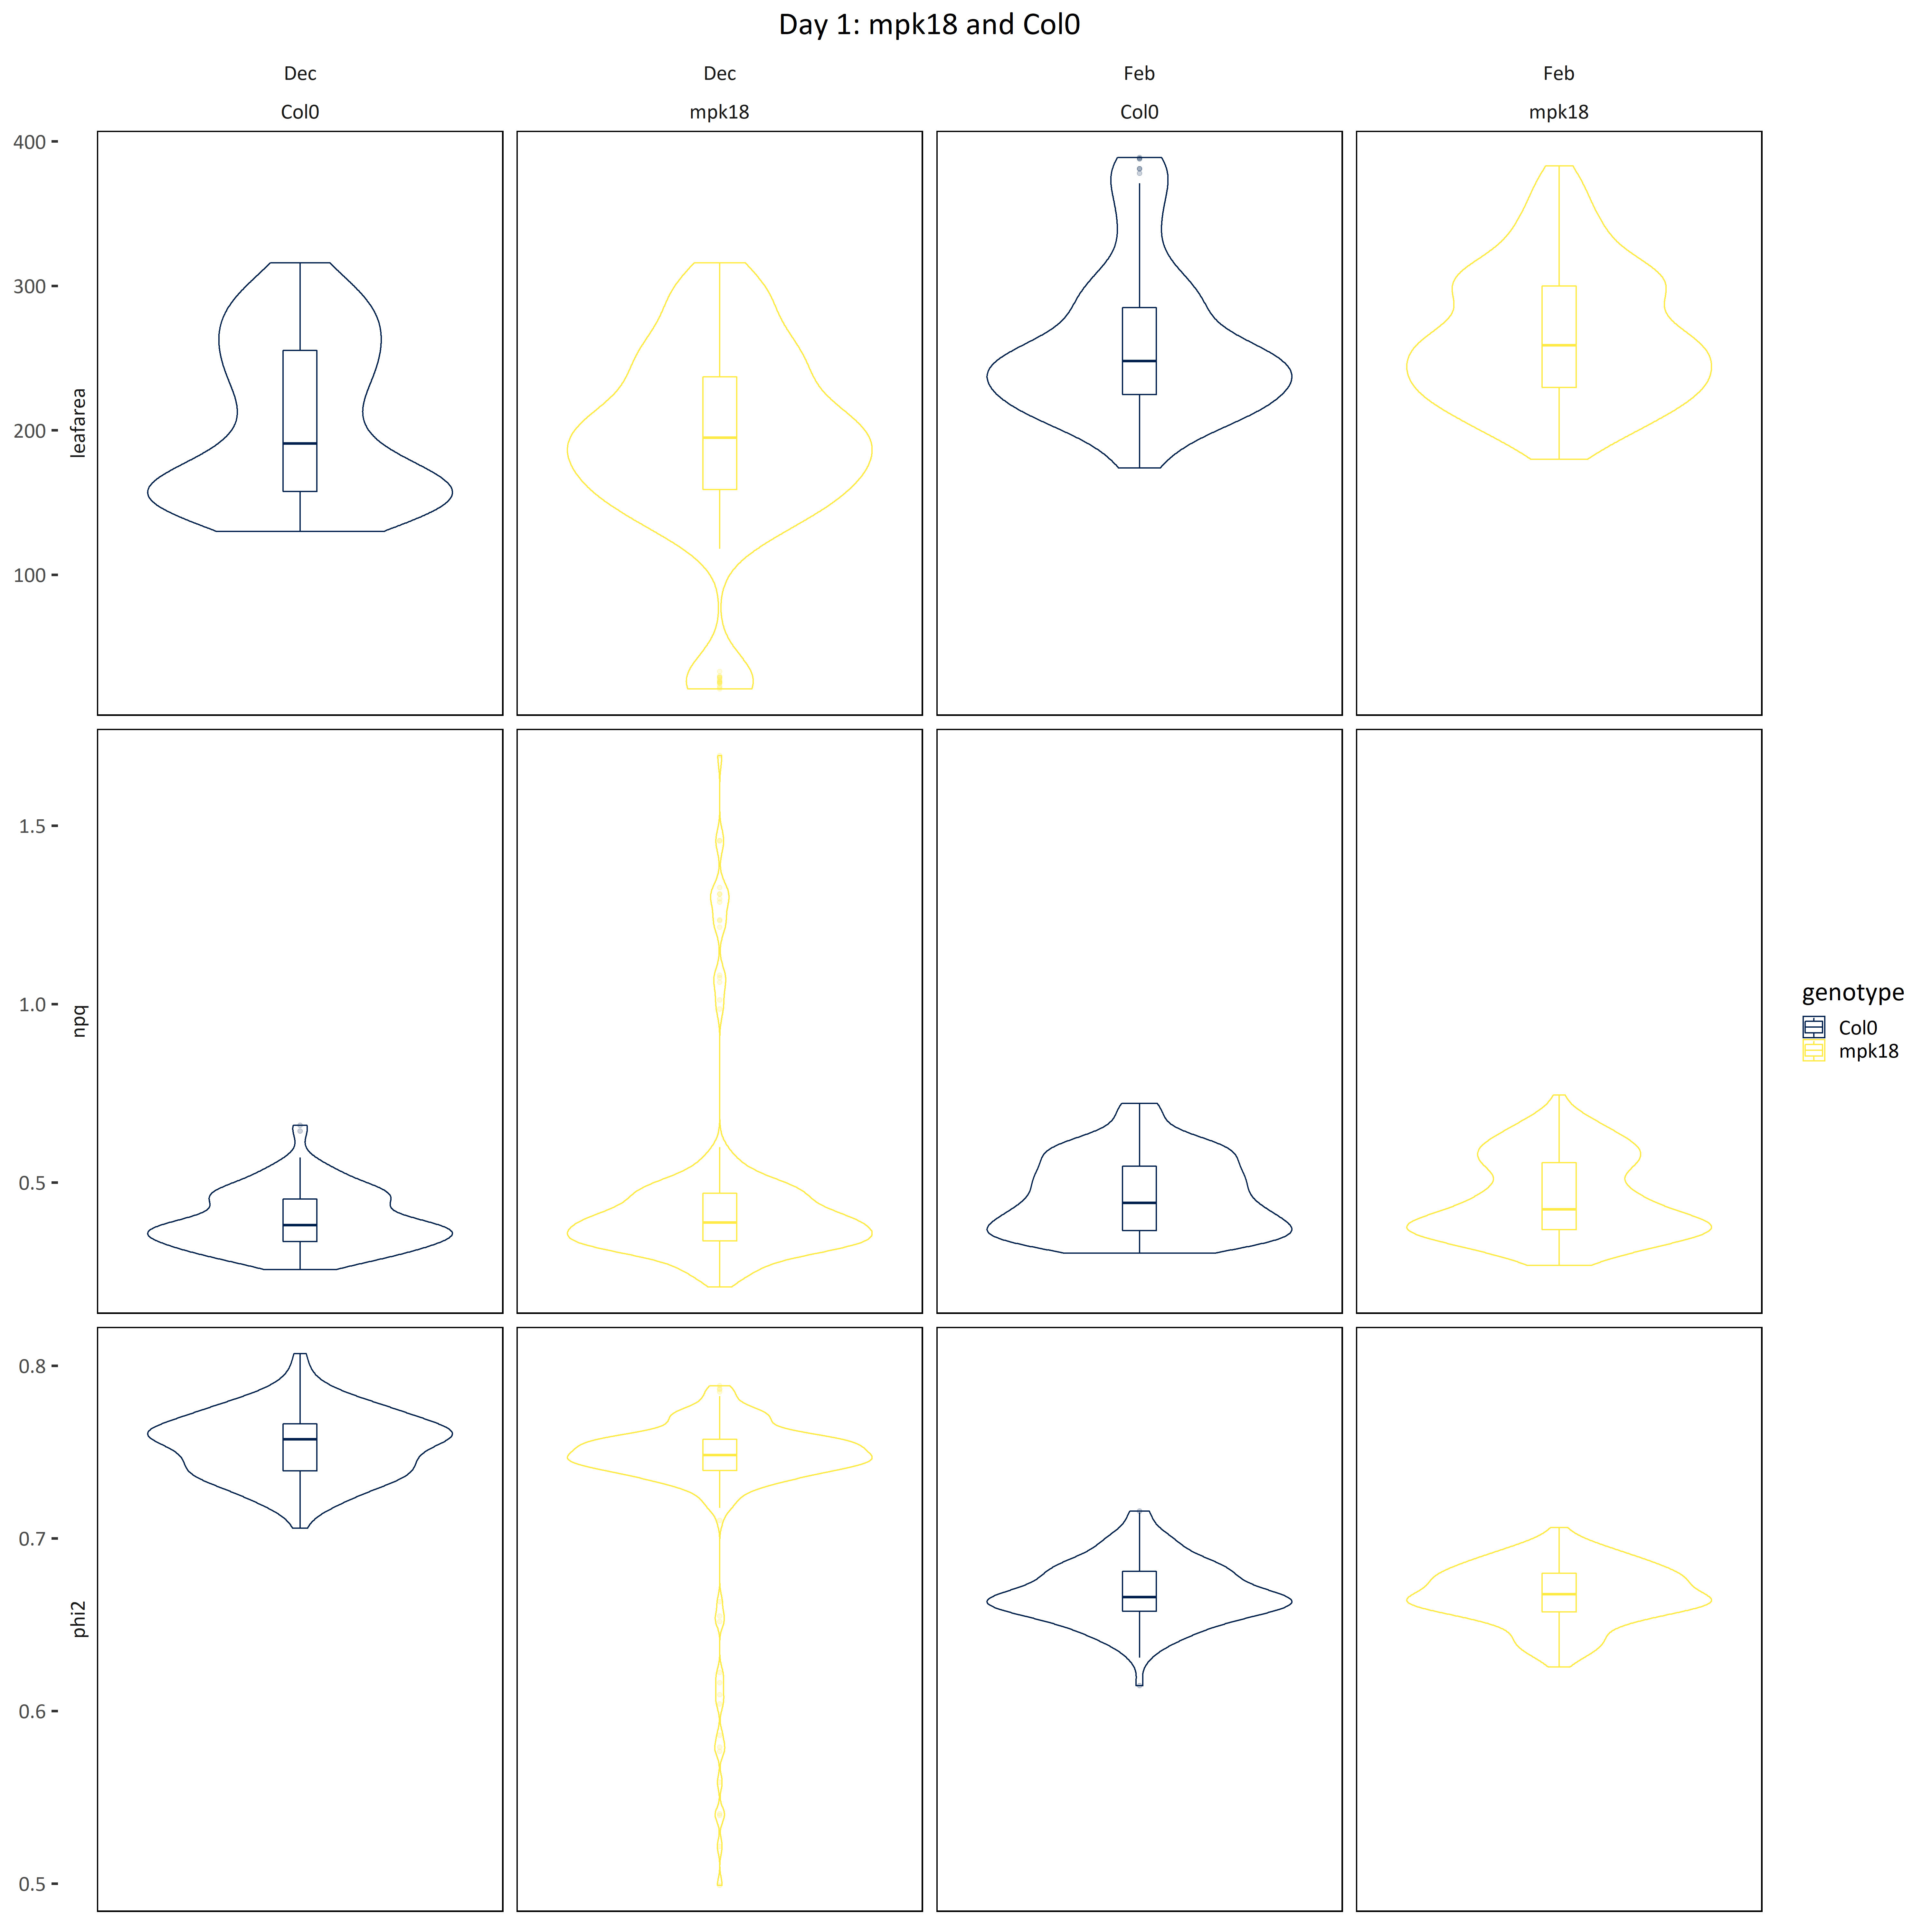 Day 1: mpk18 and Col0
Dec Dec Feb Feb
Col0 mpk18 Col0 mpk18
400
300
200
100
leafarea
1.5
1.0
0.5
npq
0.8
0.7
0.6
0.5
phi2
genotype
Col0
mpk18